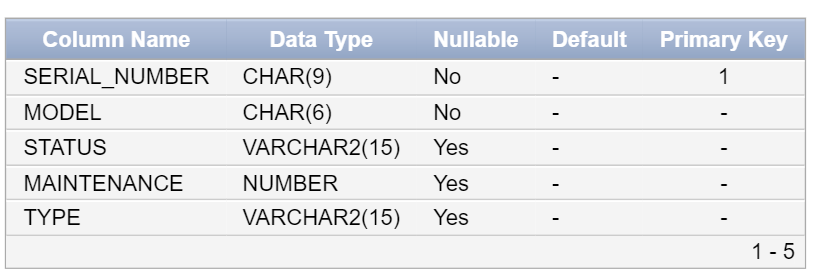 Column Name Data Type Nullable Default Primary Key
SERIAL_NUMBER CHAR(9) No - 1
MODEL CHAR(6) No - -
STATUS VARCHAR2(15) Yes - -
MAINTENANCE NUMBER Yes - -
TYPE VARCHAR2(15) Yes - -
1 - 5